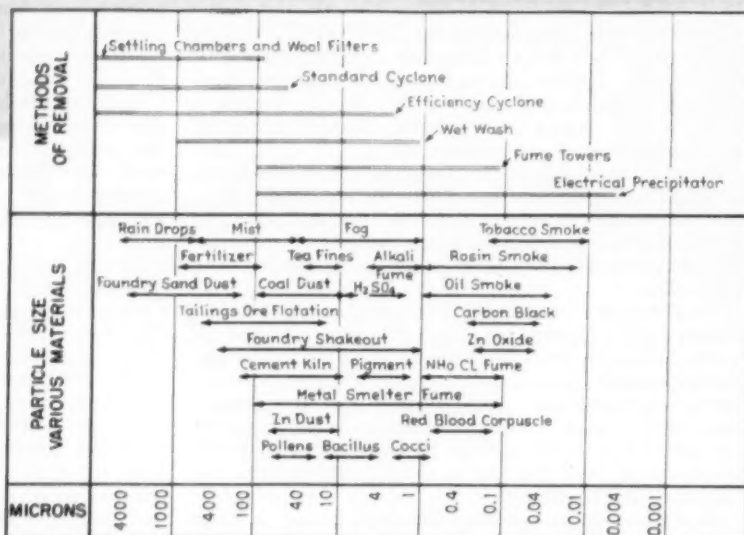 METHODS
OF REMOVAL
Settling Chambers and Wool Filters
Standard Cyclone
Efficiency Cyclone
Wet Wash
Fume Towers
Electrical Precipitator
PARTICLE SIZE
VARIOUS MATERIALS
Rain Drops Mist Fog Tobacco Smoke
Fertilizer Tea Fines Alkali Rosin Smoke
Fume
Foundry Sand Dust Coal Dust H₂SO₄ Oil Smoke
Tailings Ore Flotation Carbon Black
Foundry Shakeout Zn Oxide
Cement Kiln Pigment NHo CL Fume
Metal Smelter Fume
Zn Dust Red Blood Corpuscle
Pollens Bacillus Cocci
MICRONS 4000 1000 400 100 40 10 4 1 0.4 0.1 0.04 0.01 0.004 0.001